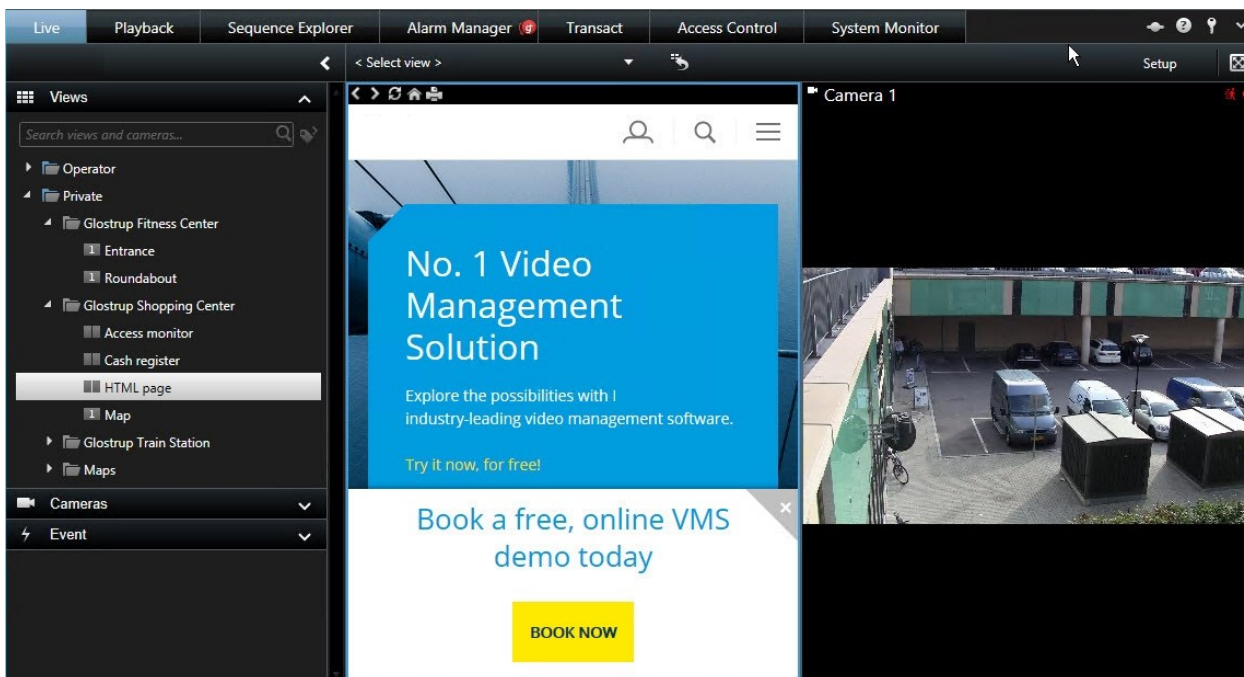 Live
Playback
Sequence Explorer
Alarm Manager
Transact
Access Control
System Monitor
< Select view >
Setup
Views
Search views and cameras...
Operator
Private
Glostrup Fitness Center
1 Entrance
1 Roundabout
Glostrup Shopping Center
Access monitor
Cash register
HTML page
1 Map
Glostrup Train Station
Maps
Cameras
Event
No. 1 Video
Management
Solution
Explore the possibilities with l
industry-leading video management software.
Try it now, for free!
Book a free, online VMS
demo today
BOOK NOW
Camera 1